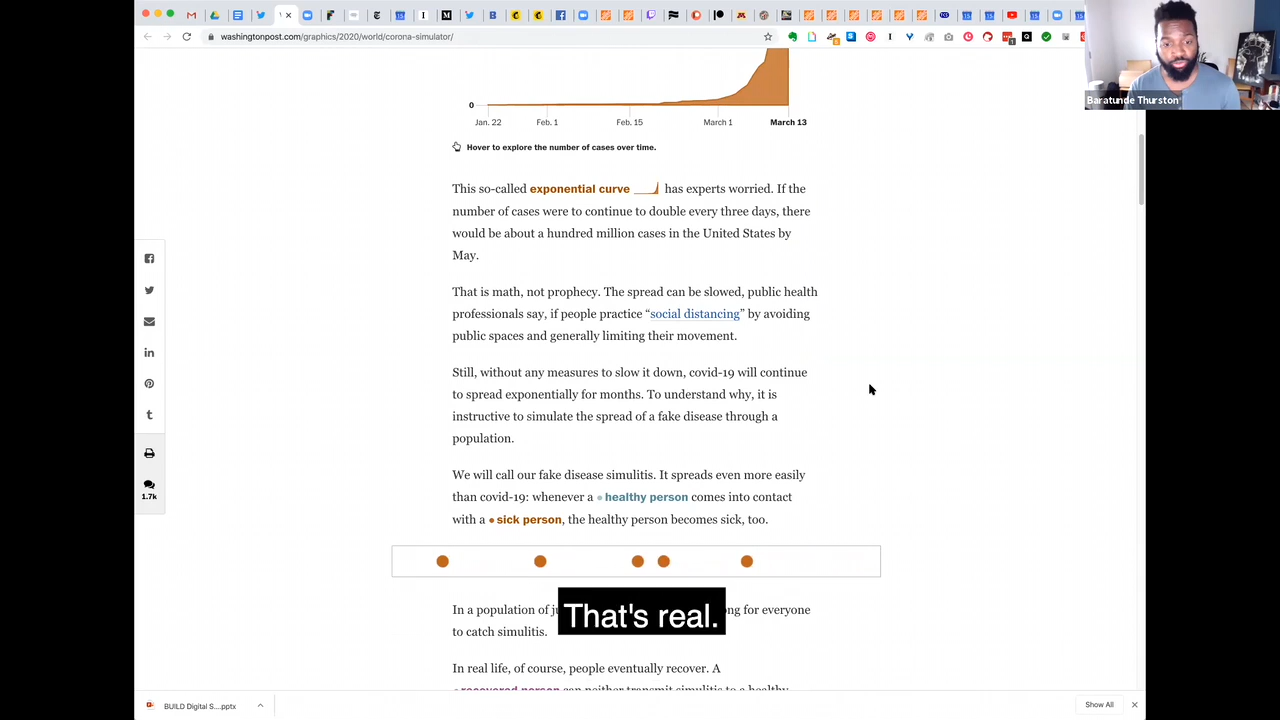 washingtonpost.com/graphics/2020/world/corona-simulator/
Baratunde Thurston
0
Jan. 22 Feb. 1 Feb. 15 March 1 March 13
Hover to explore the number of cases over time.
This so-called exponential curve has experts worried. If the
number of cases were to continue to double every three days, there
would be about a hundred million cases in the United States by
May.
That is math, not prophecy. The spread can be slowed, public health
professionals say, if people practice “social distancing” by avoiding
public spaces and generally limiting their movement.
Still, without any measures to slow it down, covid-19 will continue
to spread exponentially for months. To understand why, it is
instructive to simulate the spread of a fake disease through a
population.
We will call our fake disease simulitis. It spreads even more easily
than covid-19: whenever a healthy person comes into contact
with a sick person, the healthy person becomes sick, too.
1.7k
In a population of
for everyone
That's real.
to catch simulitis.
In real life, of course, people eventually recover. A
recovered person can neither transmit simulitis to a healthy
BUILD Digital S....pptx
Show All